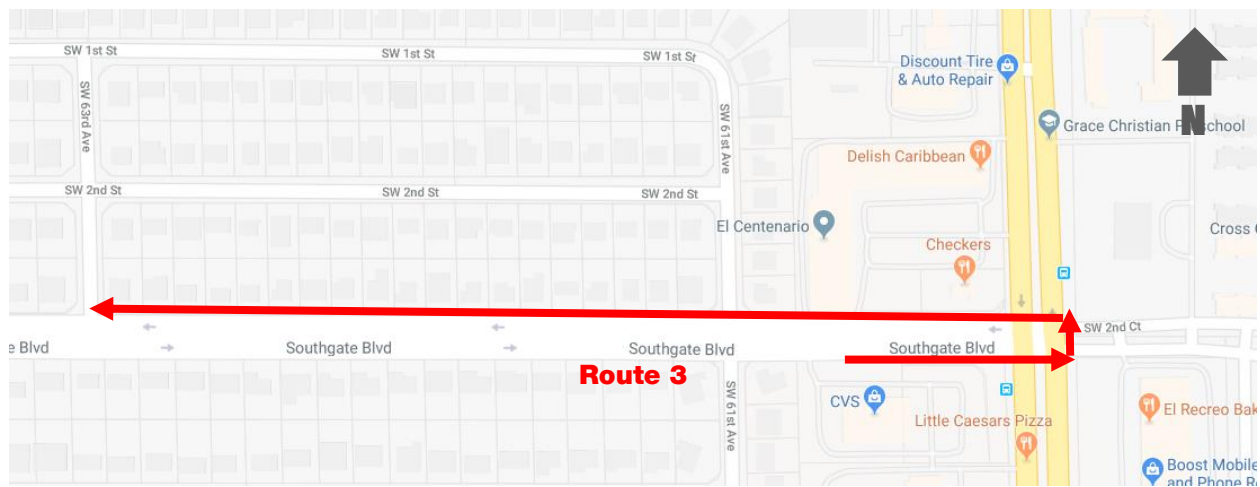 SW 1st St
SW 1st St
SW 1st St
Discount Tire
& Auto Repair
SW 63rd Ave
SW 61st Ave
Grace Christian
school
N
Delish Caribbean
SW 2nd St
SW 2nd St
SW 2nd St
El Centenario
Cross
Checkers
SW 2nd Ct
Blvd
Southgate Blvd
Southgate Blvd
Southgate Blvd
Route 3
SW 61st Ave
CVS
El Recreo Bak
Little Caesars Pizza
Boost Mobile
and Phone Re